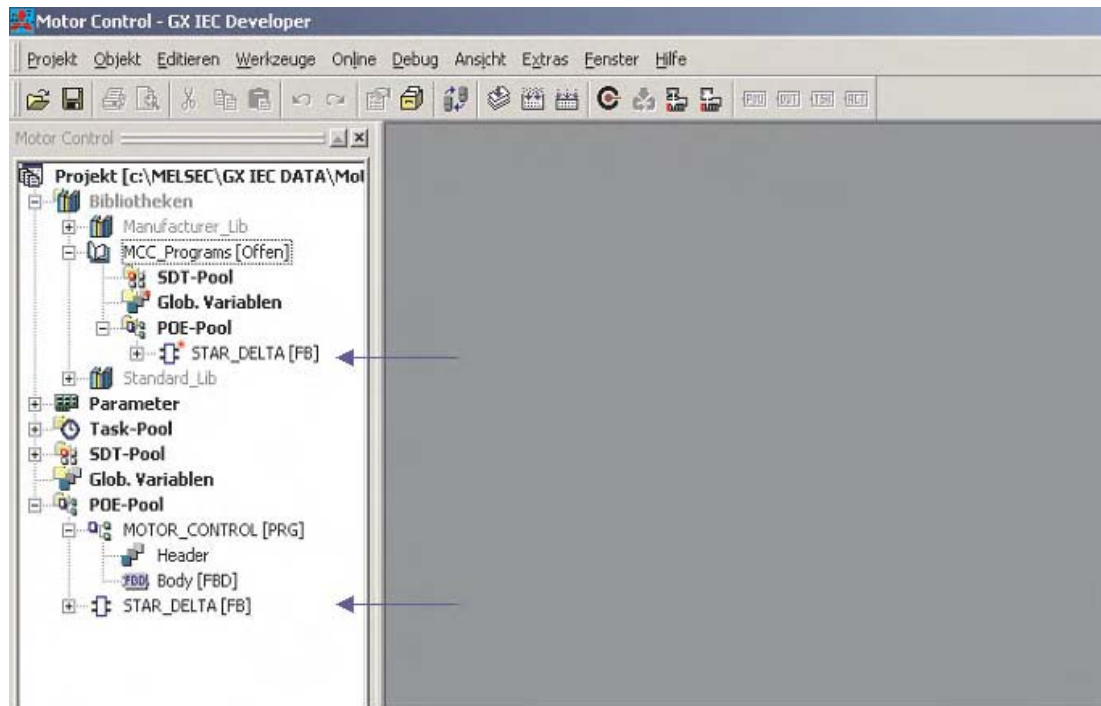 Motor Control - GX IEC Developer
Projekt Objekt Editieren Werkzeuge Online Debug Ansicht Extras Fenster Hilfe
Motor Control
Projekt [c:\MELSEC\GX IEC DATA\Mot
Bibliotheken
Manufacturer_Lib
MCC_Programs [Offen]
SDT-Pool
Glob. Variablen
POE-Pool
STAR_DELTA [FB]
Standard_Lib
Parameter
Task-Pool
SDT-Pool
Glob. Variablen
POE-Pool
MOTOR_CONTROL [PRG]
Header
FBD Body [FBD]
STAR_DELTA [FB]